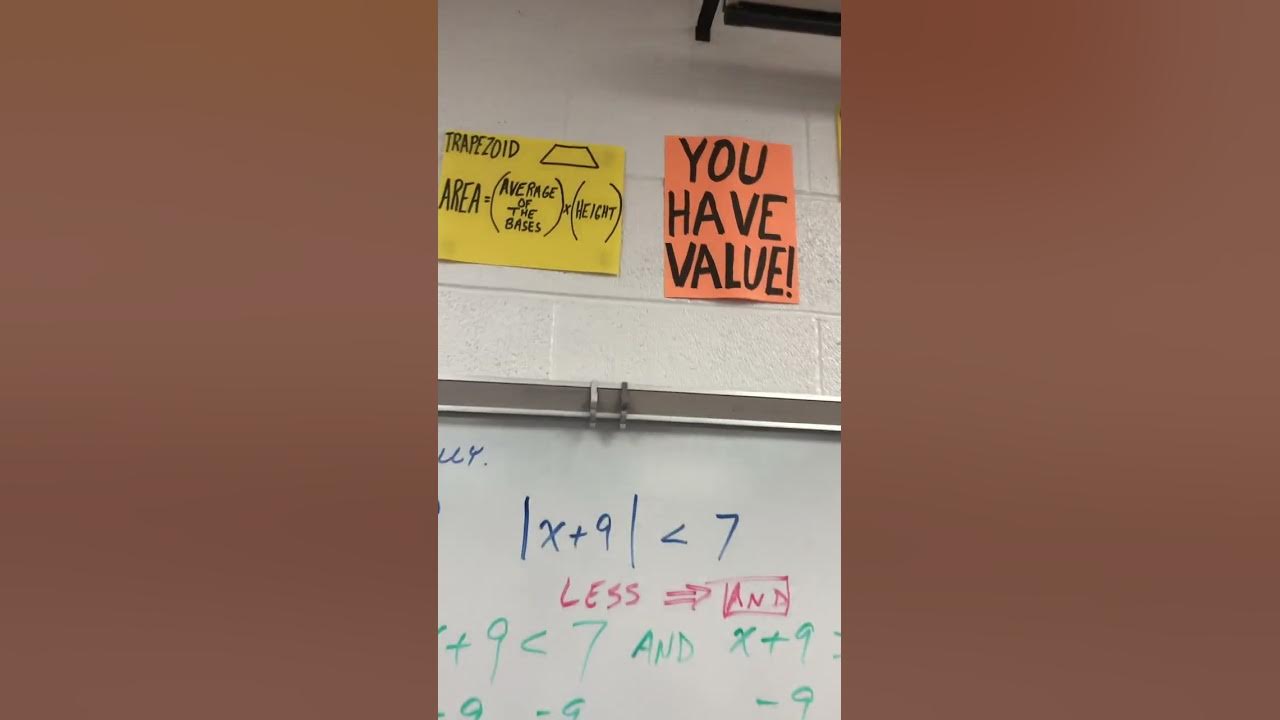 TRAPEZOID
AREA = (AVERAGE OF THE BASES) x (HEIGHT)
YOU
HAVE
VALUE!
|x+9| < 7
LESS ⇒ AND
+9 < 7 AND x+9
-9 -9 -9